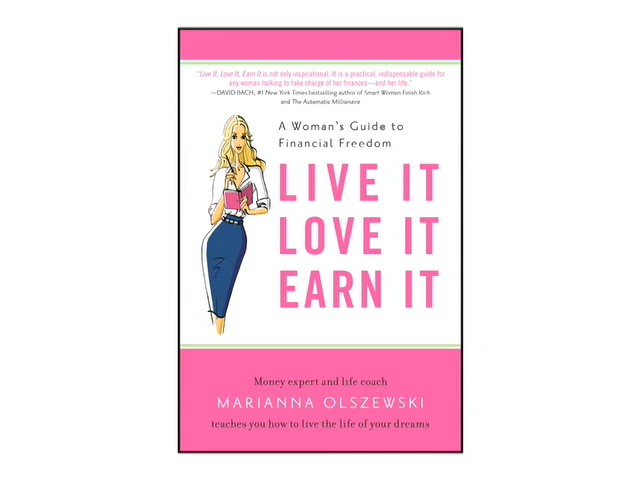 "Live It, Love It, Earn It is not only inspirational. It is a practical, indispensable guide for
any woman looking to take charge of her finances—and her life."
—DAVID BACH, #1 New York Times bestselling author of Smart Women Finish Rich
and The Automatic Millionaire
A Woman's Guide to
Financial Freedom
LIVE IT
LOVE IT
EARN IT
Money expert and life coach
MARIANNA OLSZEWSKI
teaches you how to live the life of your dreams